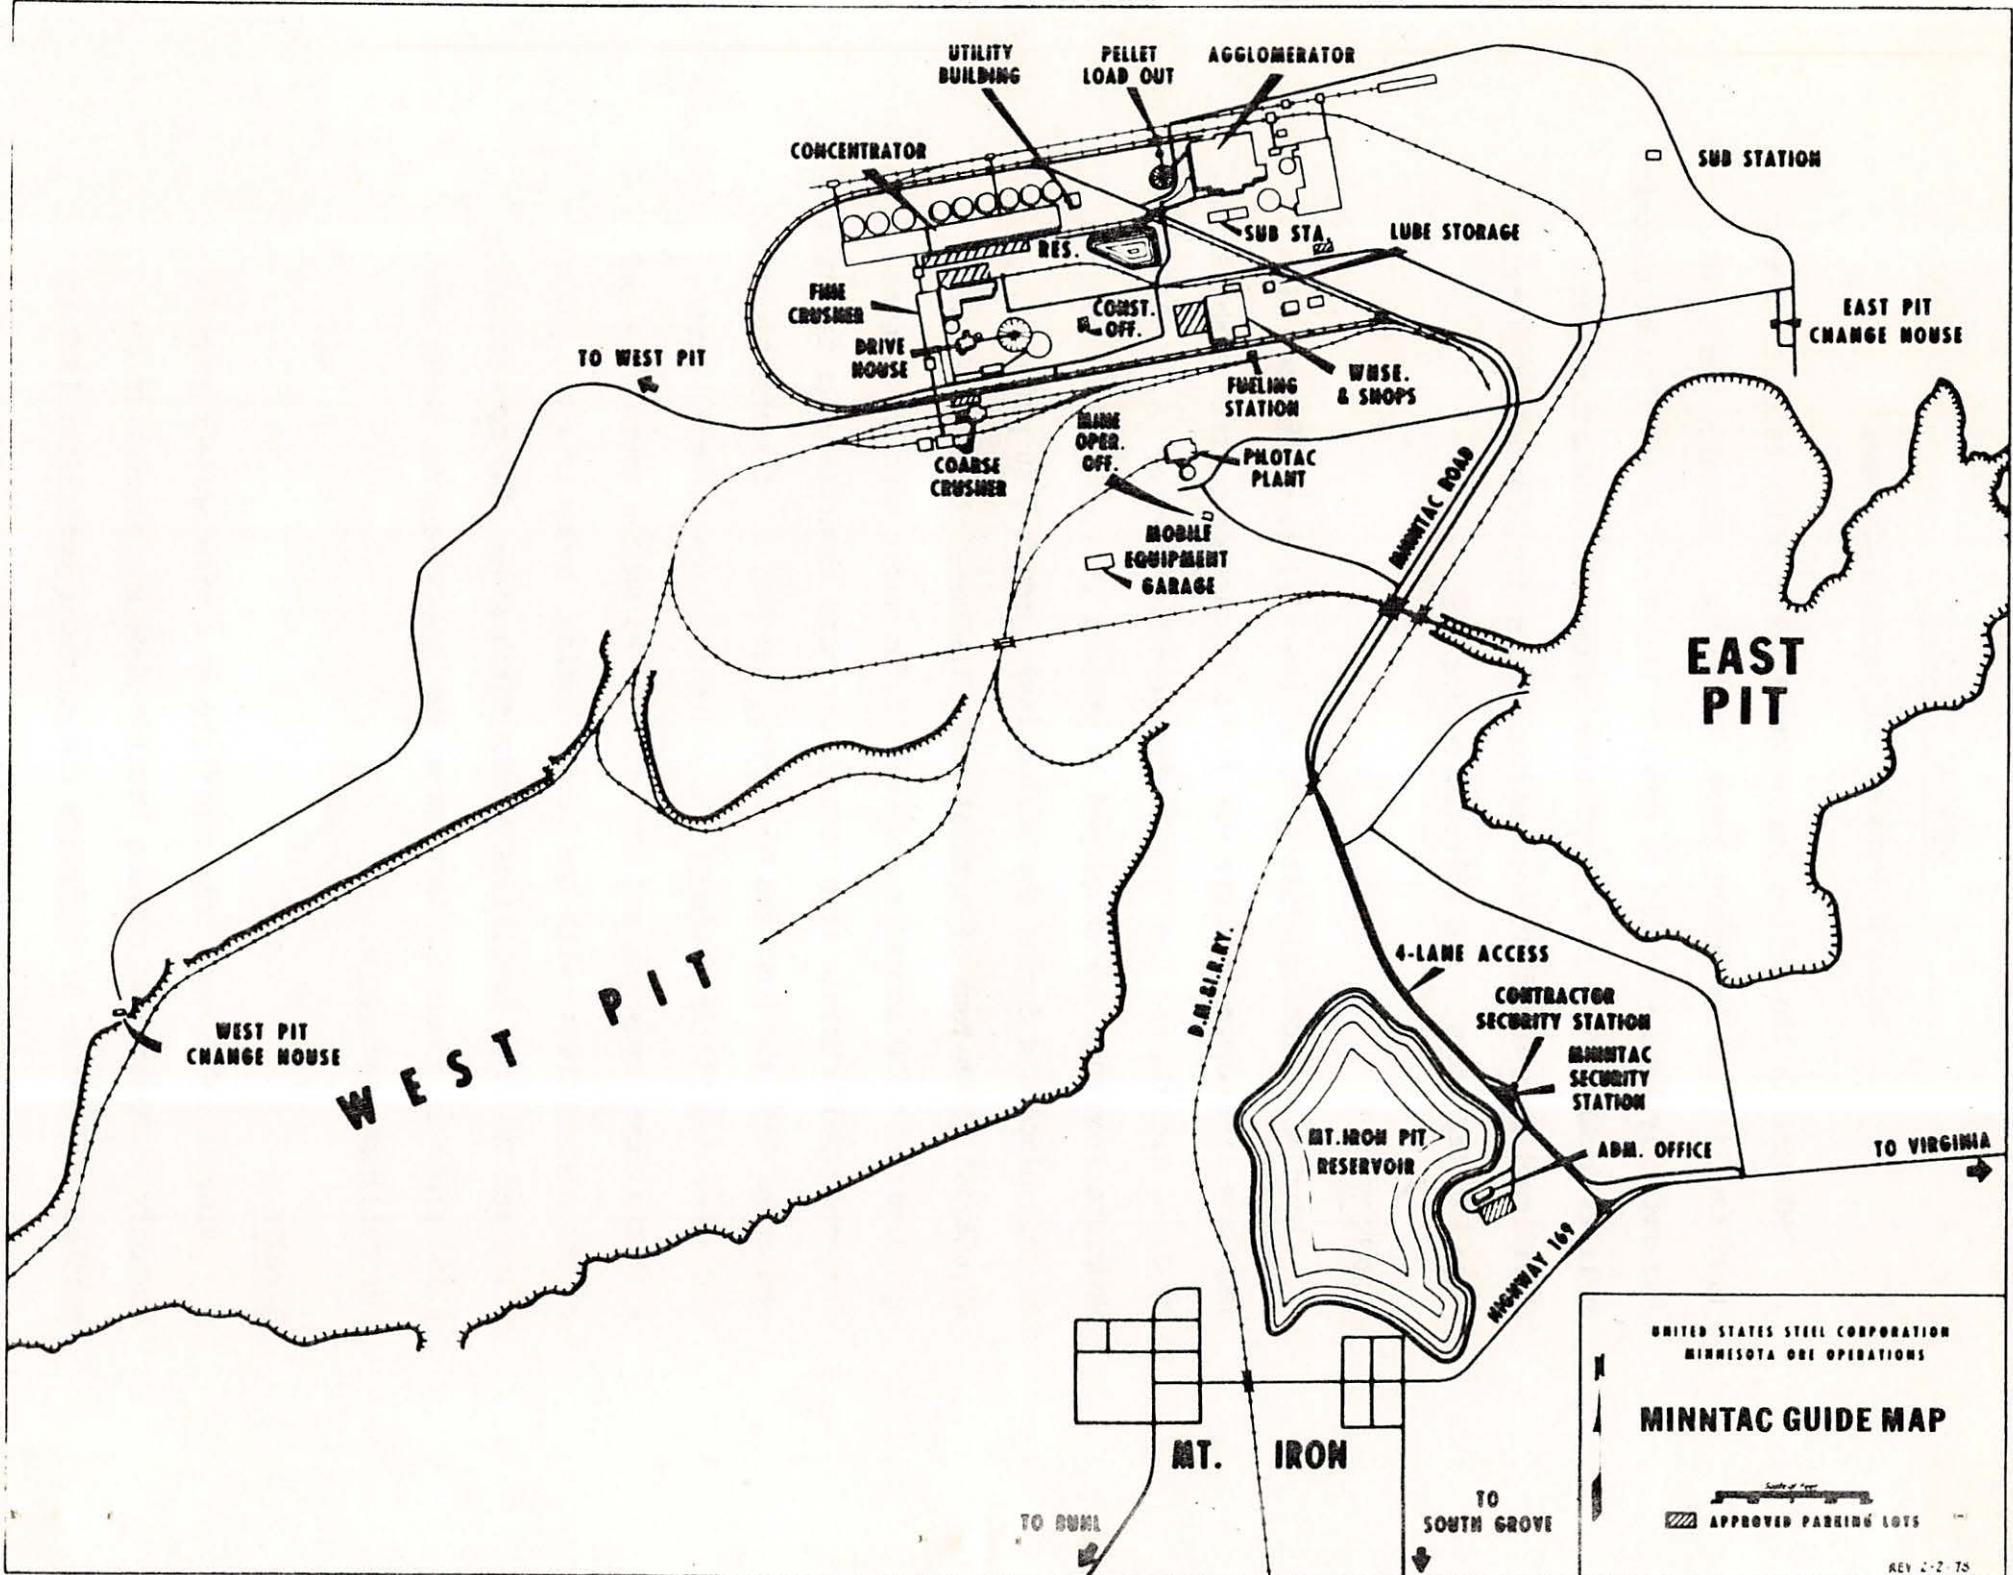 UTILITY
BUILDING
PELLET
LOAD OUT
AGGLOMERATOR
CONCENTRATOR
SUB STATION
RES.
SUB STA.
LUBE STORAGE
FINE
CRUSHER
CONST.
OFF.
EAST PIT
CHANGE HOUSE
DRIVE
HOUSE
TO WEST PIT
FUELING
STATION
WHSE.
& SHOPS
MINE
OPER.
OFF.
COARSE
CRUSHER
PILOTAC
PLANT
MINNTAC ROAD
MOBILE
EQUIPMENT
GARAGE
EAST
PIT
4-LANE ACCESS
D.M.&I.R.RY.
CONTRACTOR
SECURITY STATION
WEST PIT
WEST PIT
CHANGE HOUSE
MINNTAC
SECURITY
STATION
MT.IRON PIT
RESERVOIR
ADM. OFFICE
TO VIRGINIA
HIGHWAY 169
UNITED STATES STEEL CORPORATION
MINNESOTA ORE OPERATIONS
MINNTAC GUIDE MAP
APPROVED PARKING LOTS
MT. IRON
TO BUHL
TO
SOUTH GROVE
REV 2-2-75